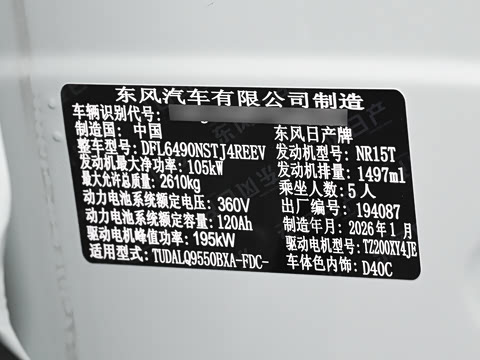 东风汽车有限公司制造
车辆识别代号:
制造国: 中国 东风日产牌
整车型号: DFL6490NSTJ4REEV 发动机型号: NR15T
发动机最大净功率: 105kW 发动机排量: 1497ml
最大允许总质量: 2610kg 乘坐人数: 5人
动力电池系统额定电压: 360V 出厂编号: 194087
动力电池系统额定容量: 120Ah 制造年月: 2026年1月
驱动电机峰值功率: 195kW 驱动电机型号: TZ200XY4JE
适用型式: TUDALQ9550BXA-FDC- 车体色内饰: D40C